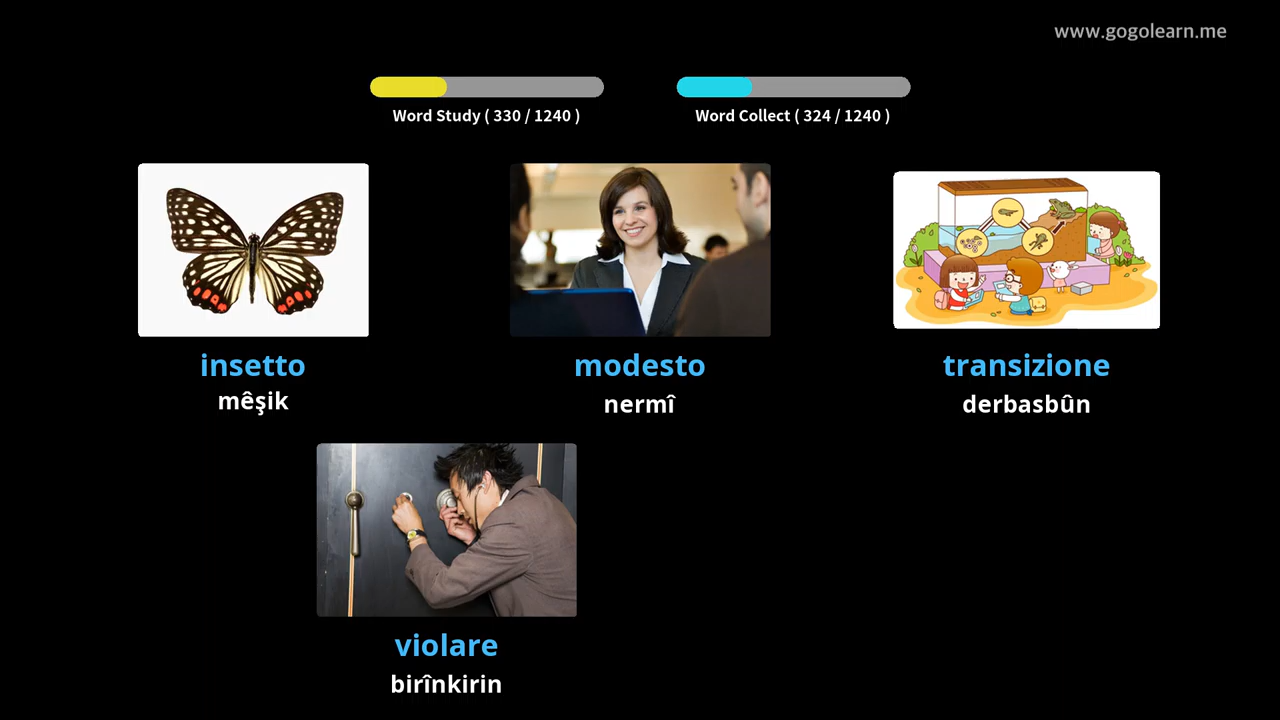 www.gogolearn.me
Word Study ( 330 / 1240 )
Word Collect ( 324 / 1240 )
insetto
mêşik
modesto
nermî
transizione
derbasbûn
violare
birînkirin